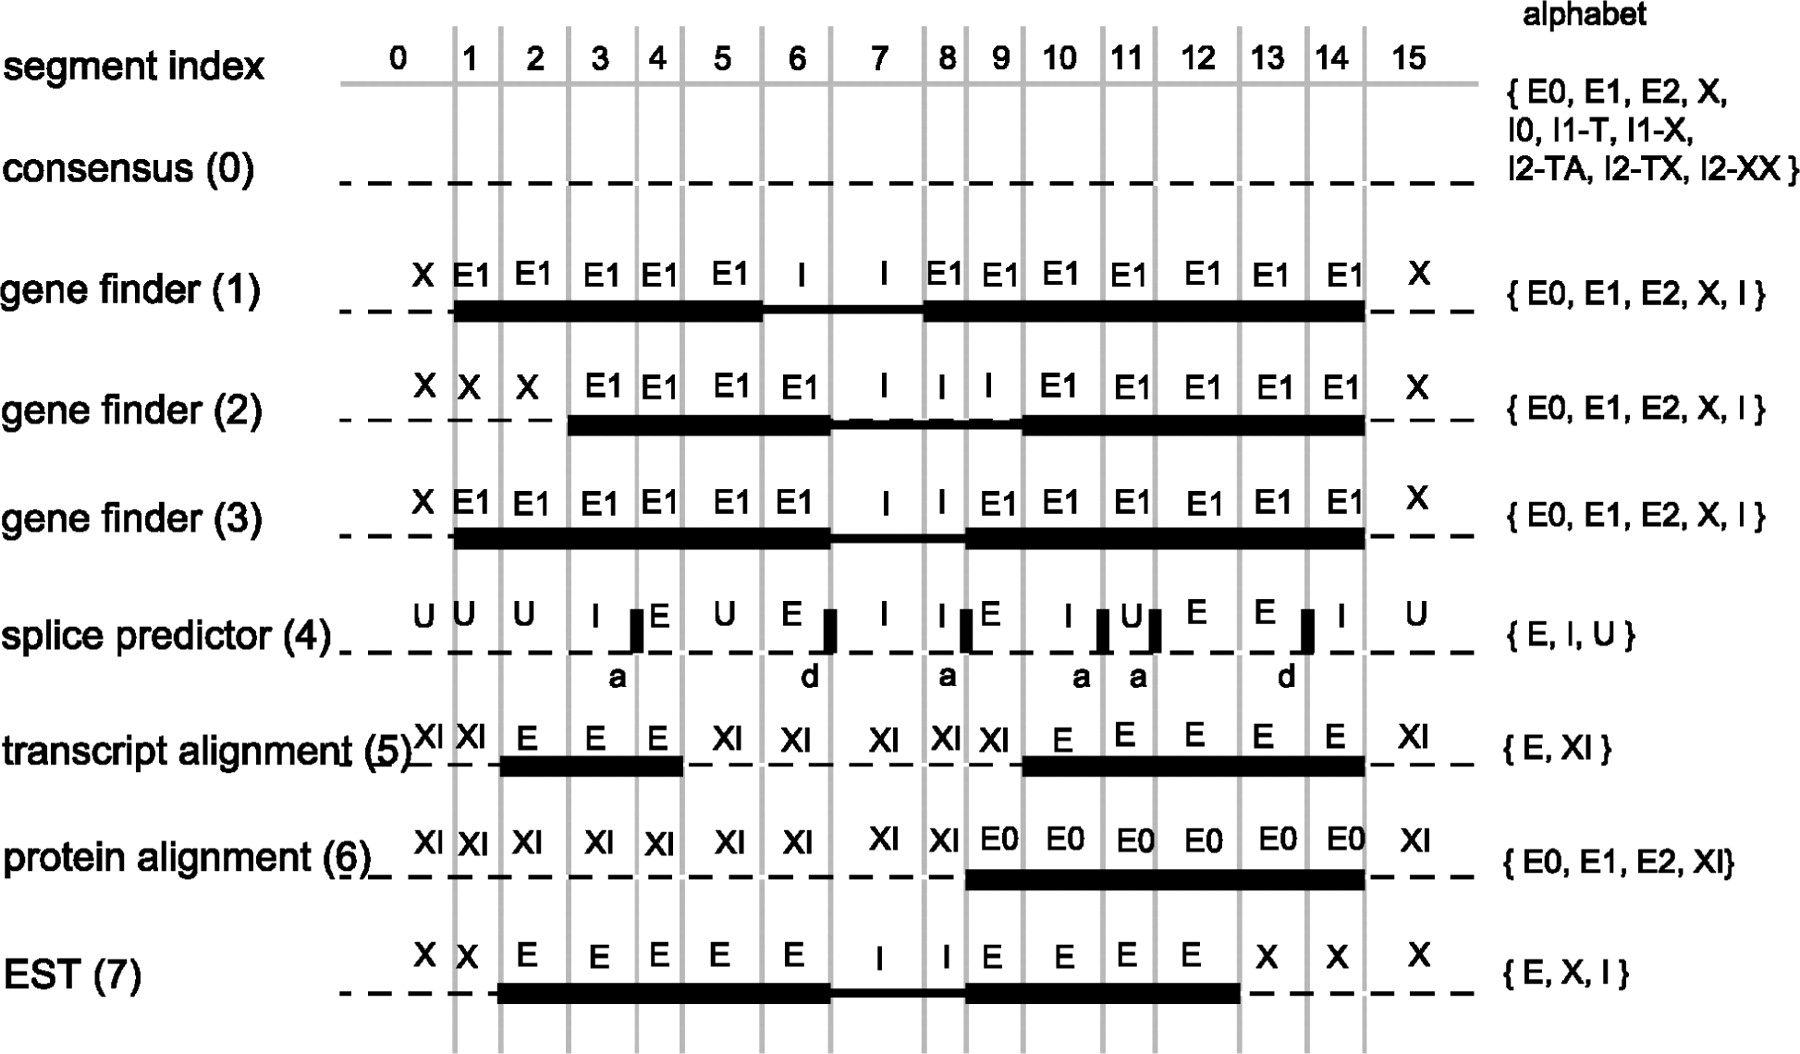 alphabet
segment index 0 1 2 3 4 5 6 7 8 9 10 11 12 13 14 15
{ E0, E1, E2, X,
I0, I1-T, I1-X,
consensus (0) I2-TA, I2-TX, I2-XX }
gene finder (1) X E1 E1 E1 E1 E1 I I E1 E1 E1 E1 E1 E1 E1 X { E0, E1, E2, X, I }
gene finder (2) X X X E1 E1 E1 E1 I I I E1 E1 E1 E1 E1 X { E0, E1, E2, X, I }
gene finder (3) X E1 E1 E1 E1 E1 E1 I I E1 E1 E1 E1 E1 E1 X { E0, E1, E2, X, I }
splice predictor (4) U U U I E U E I I E I U E E I U { E, I, U }
a d a a a d
transcript alignment (5) XI XI E E E XI XI XI XI XI E E E E E XI { E, XI }
protein alignment (6) XI XI XI XI XI XI XI XI XI E0 E0 E0 E0 E0 E0 XI { E0, E1, E2, XI}
EST (7) X X E E E E E I I E E E E X X X { E, X, I }